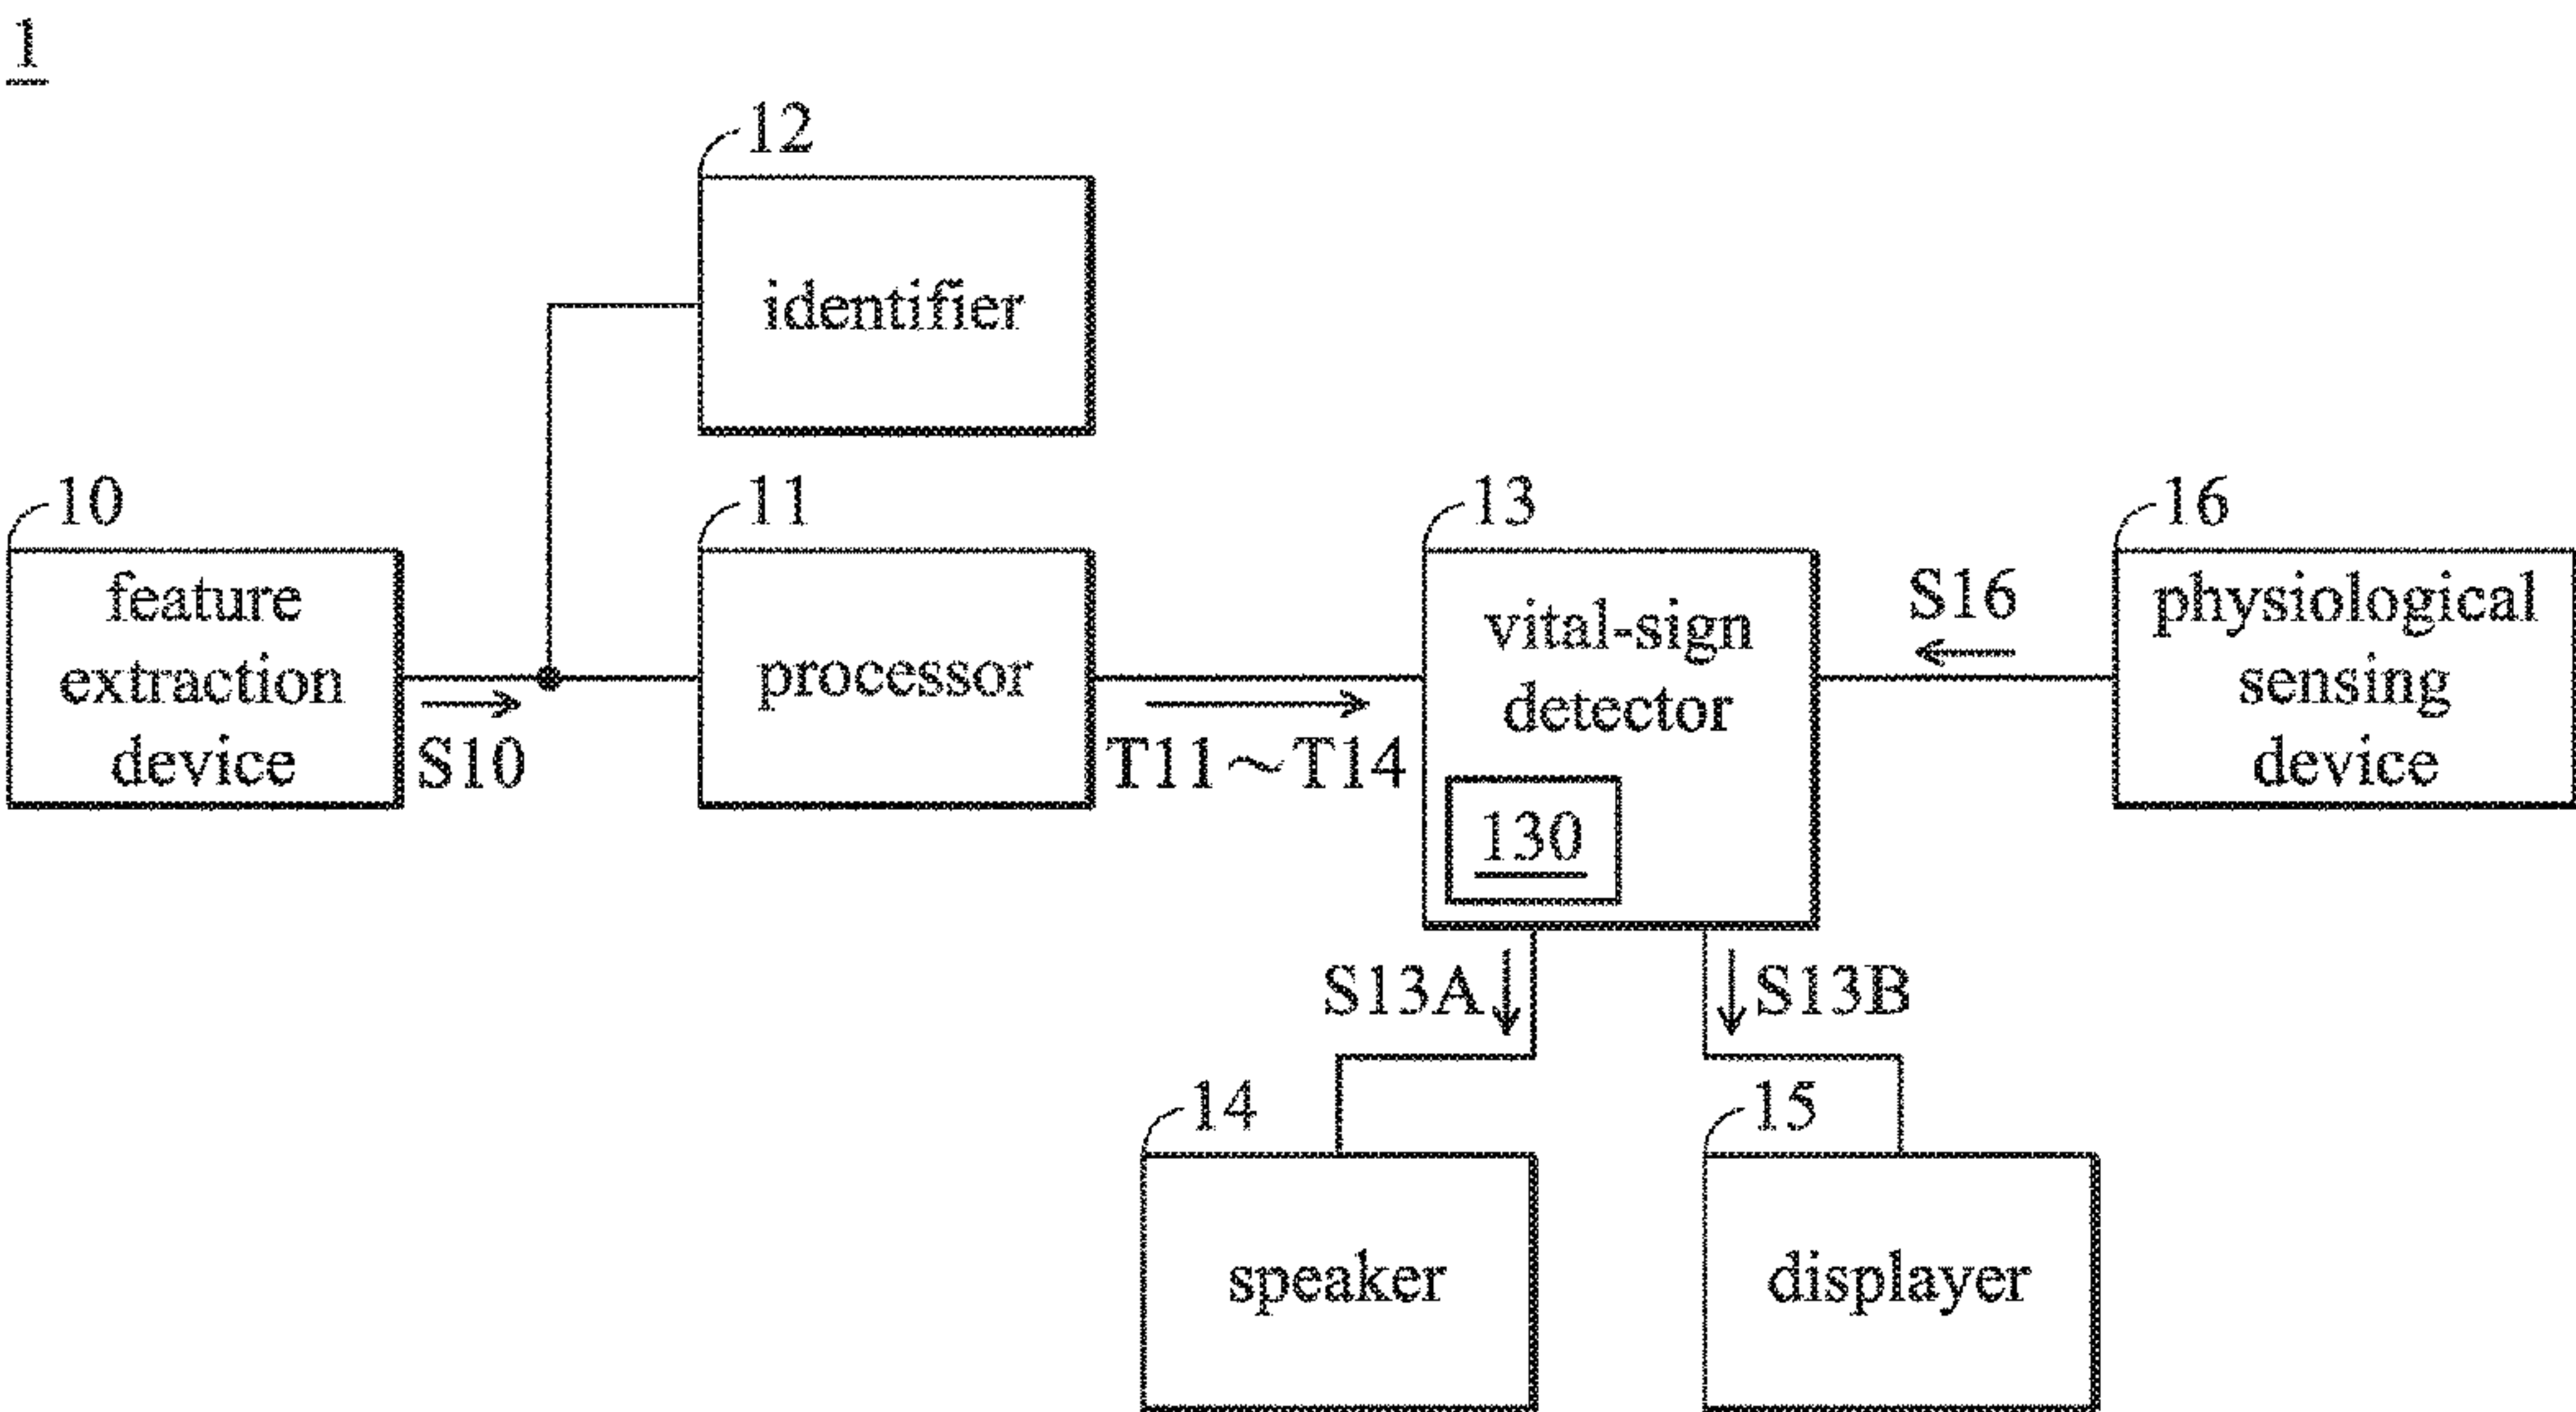 1
12
identifier
10
feature
extraction
device
S10
11
processor
T11~T14
13
vital-sign
detector
130
S16
16
physiological
sensing
device
S13A
S13B
14
speaker
15
displayer